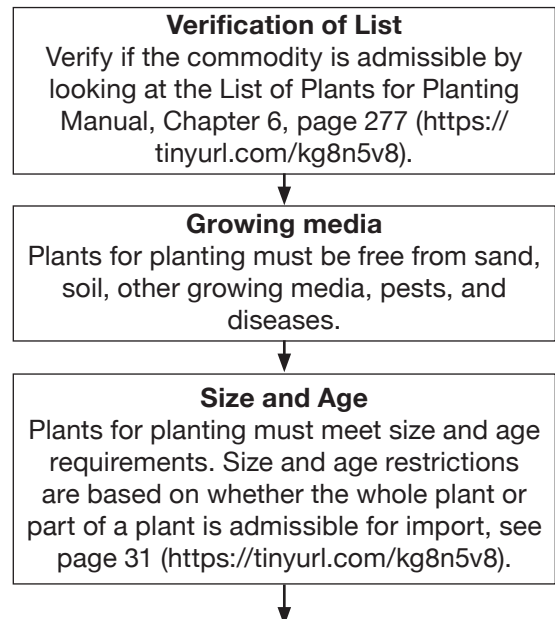 Verification of List
Verify if the commodity is admissible by
looking at the List of Plants for Planting
Manual, Chapter 6, page 277 (https://
tinyurl.com/kg8n5v8).
Growing media
Plants for planting must be free from sand,
soil, other growing media, pests, and
diseases.
Size and Age
Plants for planting must meet size and age
requirements. Size and age restrictions
are based on whether the whole plant or
part of a plant is admissible for import, see
page 31 (https://tinyurl.com/kg8n5v8).